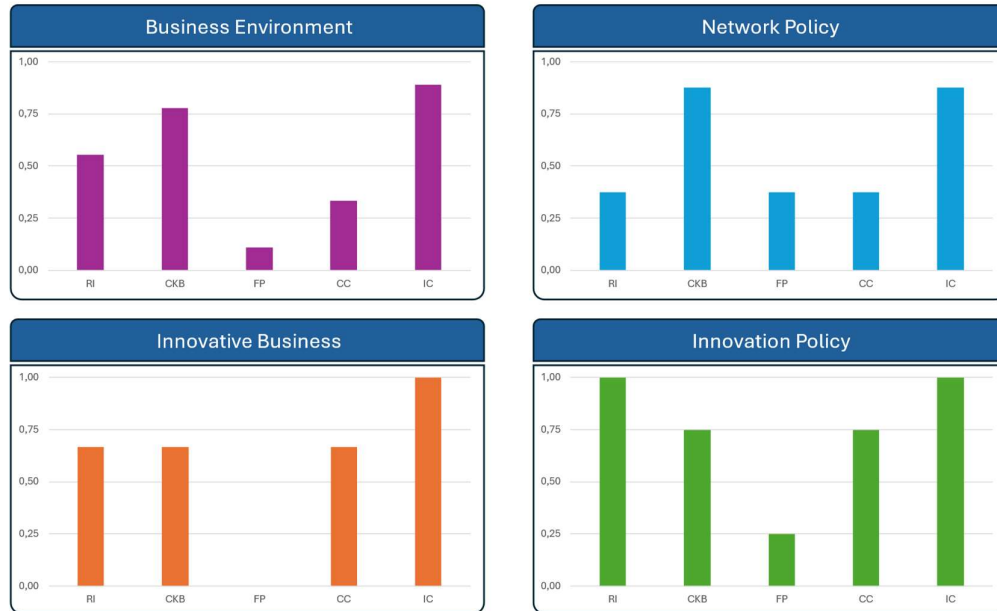 Business Environment
1,00
0,75
0,50
0,25
0,00
RI CKB FP CC IC
Network Policy
1,00
0,75
0,50
0,25
0,00
RI CKB FP CC IC
Innovative Business
1,00
0,75
0,50
0,25
0,00
RI CKB FP CC IC
Innovation Policy
1,00
0,75
0,50
0,25
0,00
RI CKB FP CC IC